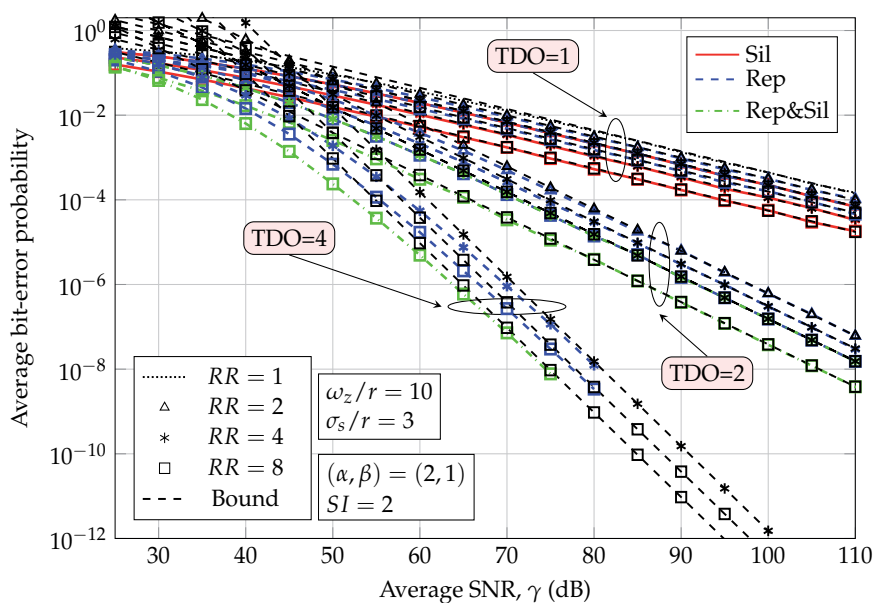 10^0
10^−2
10^−4
10^−6
10^−8
10^−10
10^−12
Average bit-error probability
30 40 50 60 70 80 90 100 110
Average SNR, γ (dB)
TDO=1
TDO=4
TDO=2
Sil
Rep
Rep&Sil
RR = 1
RR = 2
RR = 4
RR = 8
Bound
ω_z/r = 10
σ_s/r = 3
(α, β) = (2, 1)
SI = 2